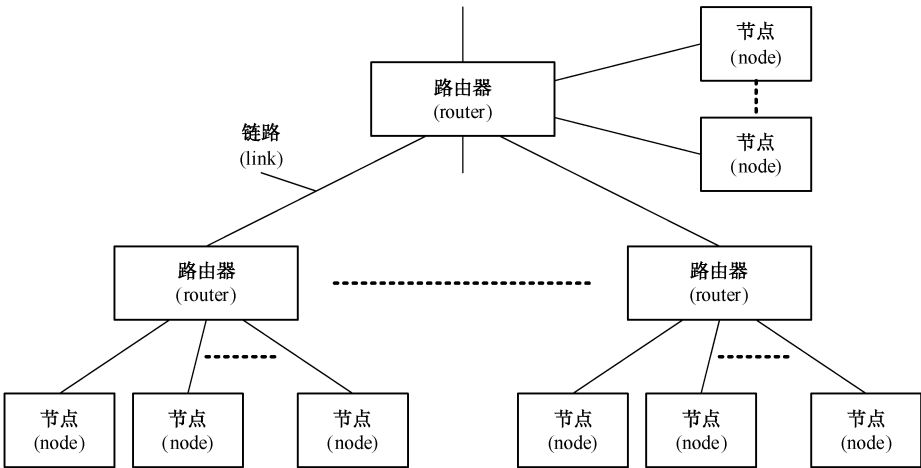 节点
(node)
路由器
(router)
节点
(node)
链路
(link)
路由器
(router)
路由器
(router)
节点
(node)
节点
(node)
节点
(node)
节点
(node)
节点
(node)
节点
(node)